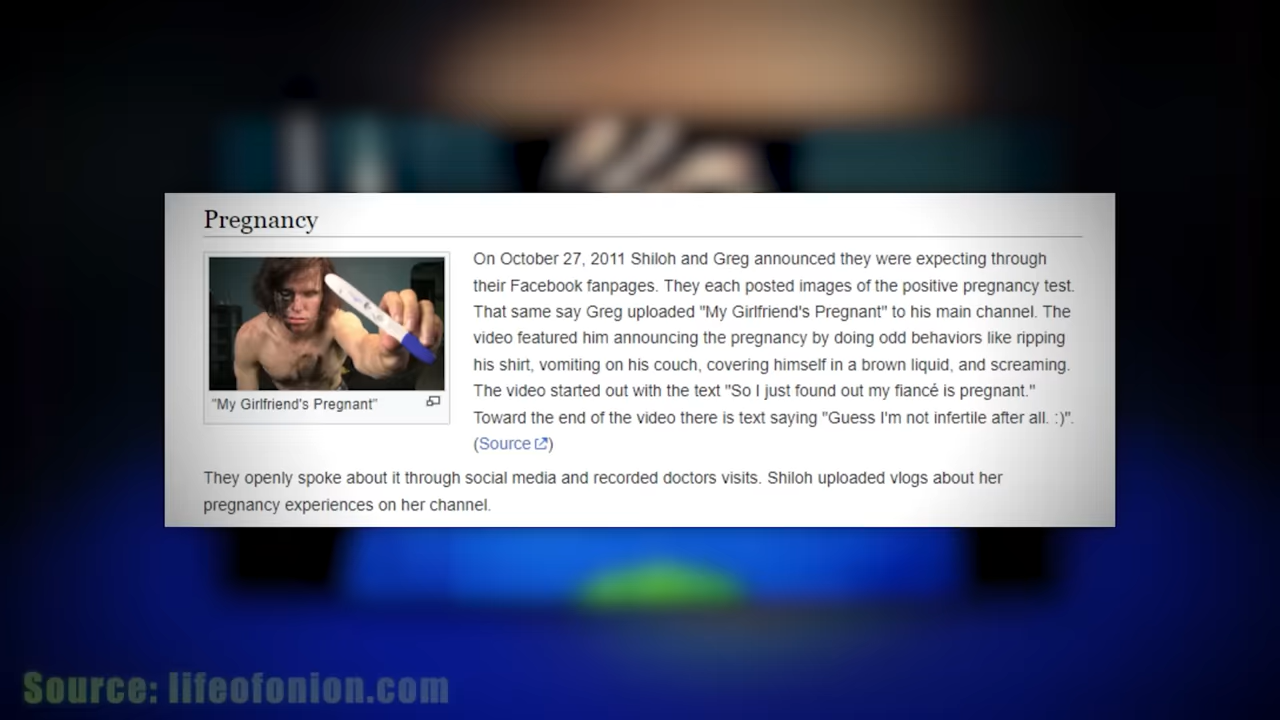 Pregnancy
On October 27, 2011 Shiloh and Greg announced they were expecting through
their Facebook fanpages. They each posted images of the positive pregnancy test.
That same say Greg uploaded "My Girlfriend's Pregnant" to his main channel. The
video featured him announcing the pregnancy by doing odd behaviors like ripping
his shirt, vomiting on his couch, covering himself in a brown liquid, and screaming.
The video started out with the text "So I just found out my fiancé is pregnant."
Toward the end of the video there is text saying "Guess I'm not infertile after all. :)".
(Source)
"My Girlfriend's Pregnant"
They openly spoke about it through social media and recorded doctors visits. Shiloh uploaded vlogs about her
pregnancy experiences on her channel.
Source: lifeofonion.com